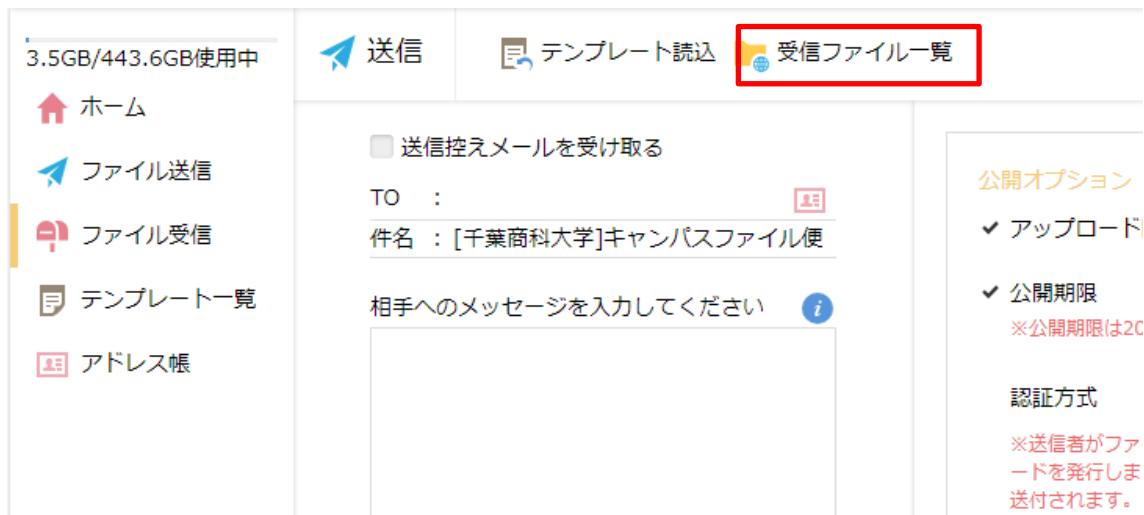 3.5GB/443.6GB使用中
ホーム
ファイル送信
ファイル受信
テンプレート一覧
アドレス帳
送信
テンプレート読込
受信ファイル一覧
送信控えメールを受け取る
TO :
件名 : [千葉商科大学]キャンパスファイル便
相手へのメッセージを入力してください
公開オプション
アップロード
公開期限
※公開期限は20
認証方式
※送信者がファ
ードを発行しま
送付されます。